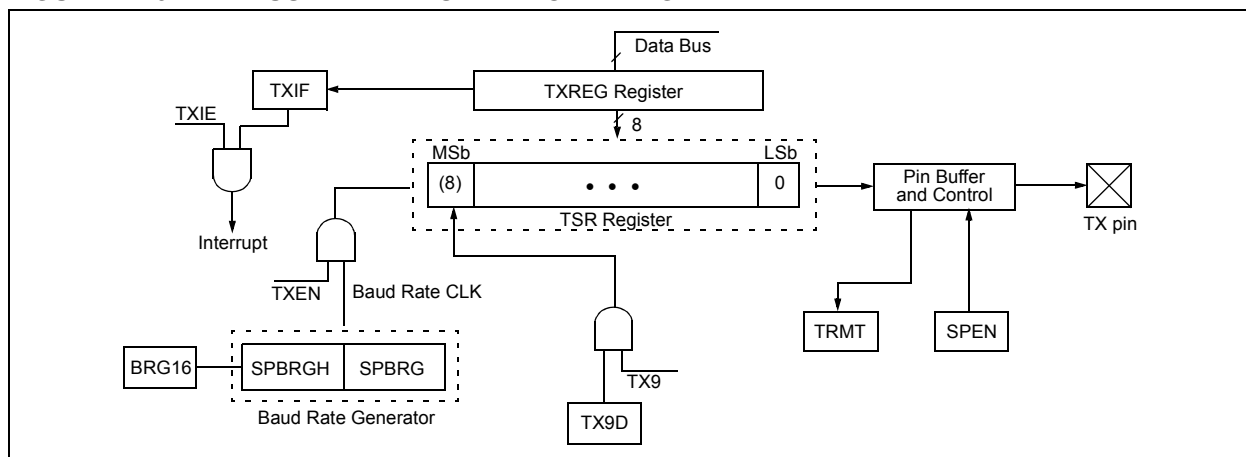 Data Bus
TXIF
TXREG Register
TXIE
8
MSb
LSb
(8)
• • •
0
Pin Buffer
and Control
TSR Register
TX pin
Interrupt
TXEN
Baud Rate CLK
TRMT
SPEN
BRG16
SPBRGH
SPBRG
TX9
Baud Rate Generator
TX9D